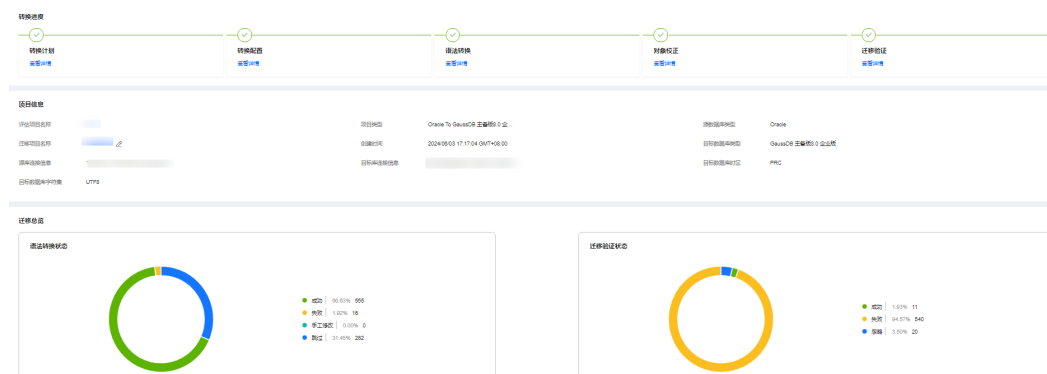 转换进度
转换计划 转换配置 语法转换 对象校正 迁移验证
查看详情 查看详情 查看详情 查看详情 查看详情
项目信息
评估项目名称 项目类型 Oracle To GaussDB 主备版8.0 企... 源数据库类型 Oracle
迁移项目名称 创建时间 2024/06/03 17:17:04 GMT+08:00 目标数据库类型 GaussDB 主备版8.0 企业版
源库连接信息 目标库连接信息 目标数据库时区 PRC
目标数据库字符集 UTF8
迁移总览
语法转换状态 迁移验证状态
成功 66.63% 555
失败 1.92% 16
手工修改 0.00% 0
跳过 31.45% 262
成功 1.93% 11
失败 94.57% 540
忽略 3.50% 20